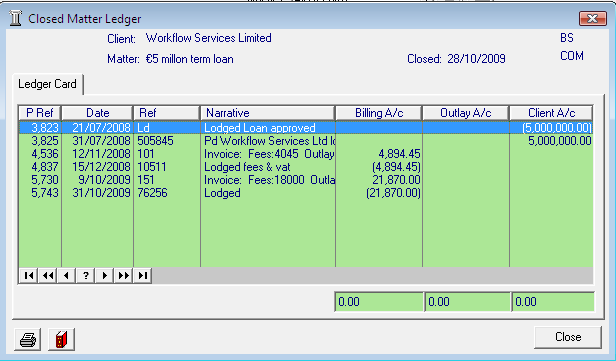 Closed Matter Ledger
Client: Workflow Services Limited BS
Matter: €5 millon term loan Closed: 28/10/2009 COM
Ledger Card
P Ref Date Ref Narrative Billing A/c Outlay A/c Client A/c
3,823 21/07/2008 Ld Lodged Loan approved (5,000,000.00)
3,825 31/07/2008 505845 Pd Workflow Services Ltd lo 5,000,000.00
4,536 12/11/2008 101 Invoice: Fees:4045 Outlay 4,894.45
4,837 15/12/2008 10511 Lodged fees & vat (4,894.45)
5,730 9/10/2009 151 Invoice: Fees:18000 Outla 21,870.00
5,743 31/10/2009 76256 Lodged (21,870.00)
?
0.00 0.00 0.00
Close